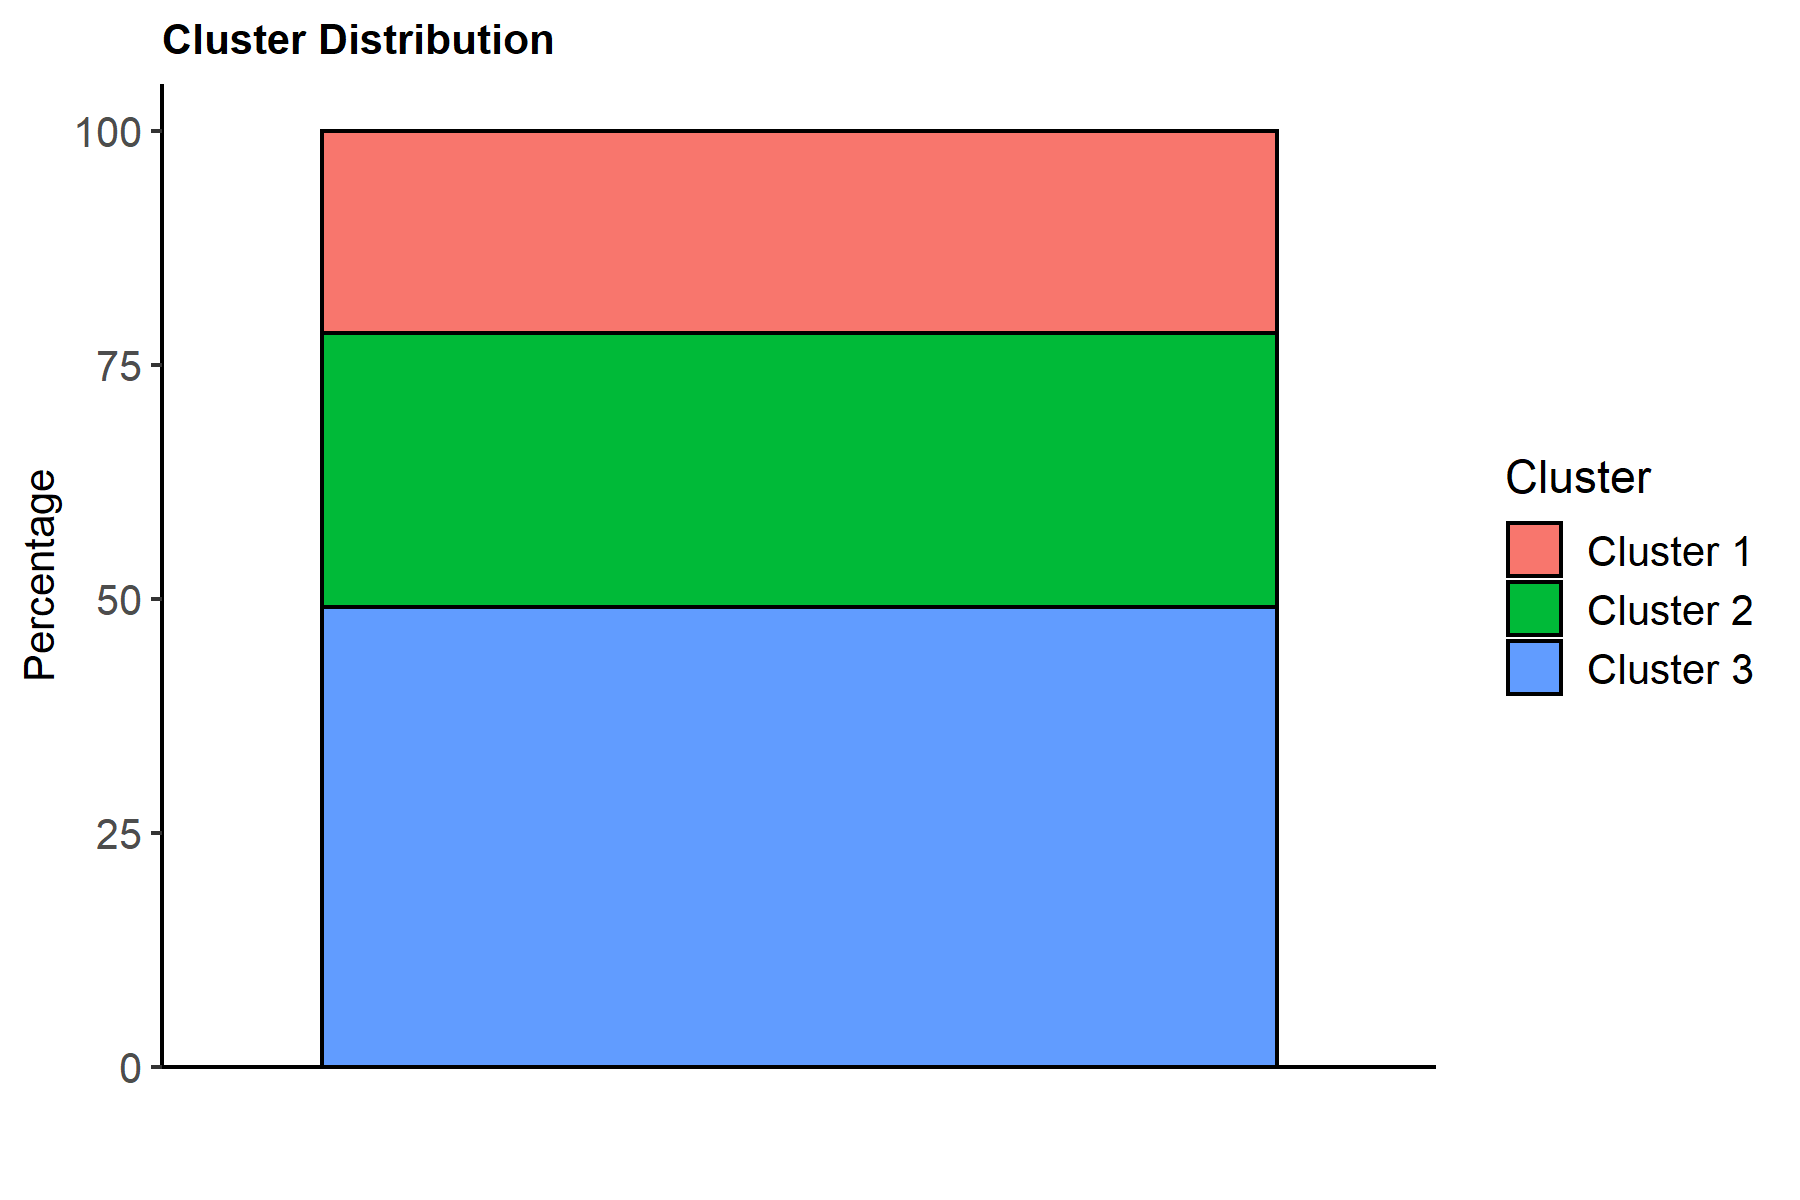 Cluster Distribution
100
75
50
25
0
Percentage
Cluster
Cluster 1
Cluster 2
Cluster 3